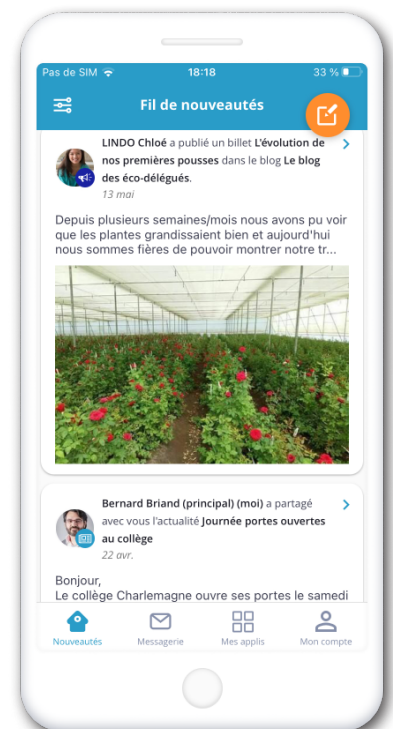 Pas de SIM 18:18 33 %
Fil de nouveautés
LINDO Chloé a publié un billet L'évolution de
nos premières pousses dans le blog Le blog
des éco-délégués.
13 mai
Depuis plusieurs semaines/mois nous avons pu voir
que les plantes grandissaient bien et aujourd'hui
nous sommes fières de pouvoir montrer notre tr...
Bernard Briand (principal) (moi) a partagé
avec vous l'actualité Journée portes ouvertes
au collège
22 avr.
Bonjour,
Le collège Charlemagne ouvre ses portes le samedi
Nouveautés Messagerie Mes applis Mon compte